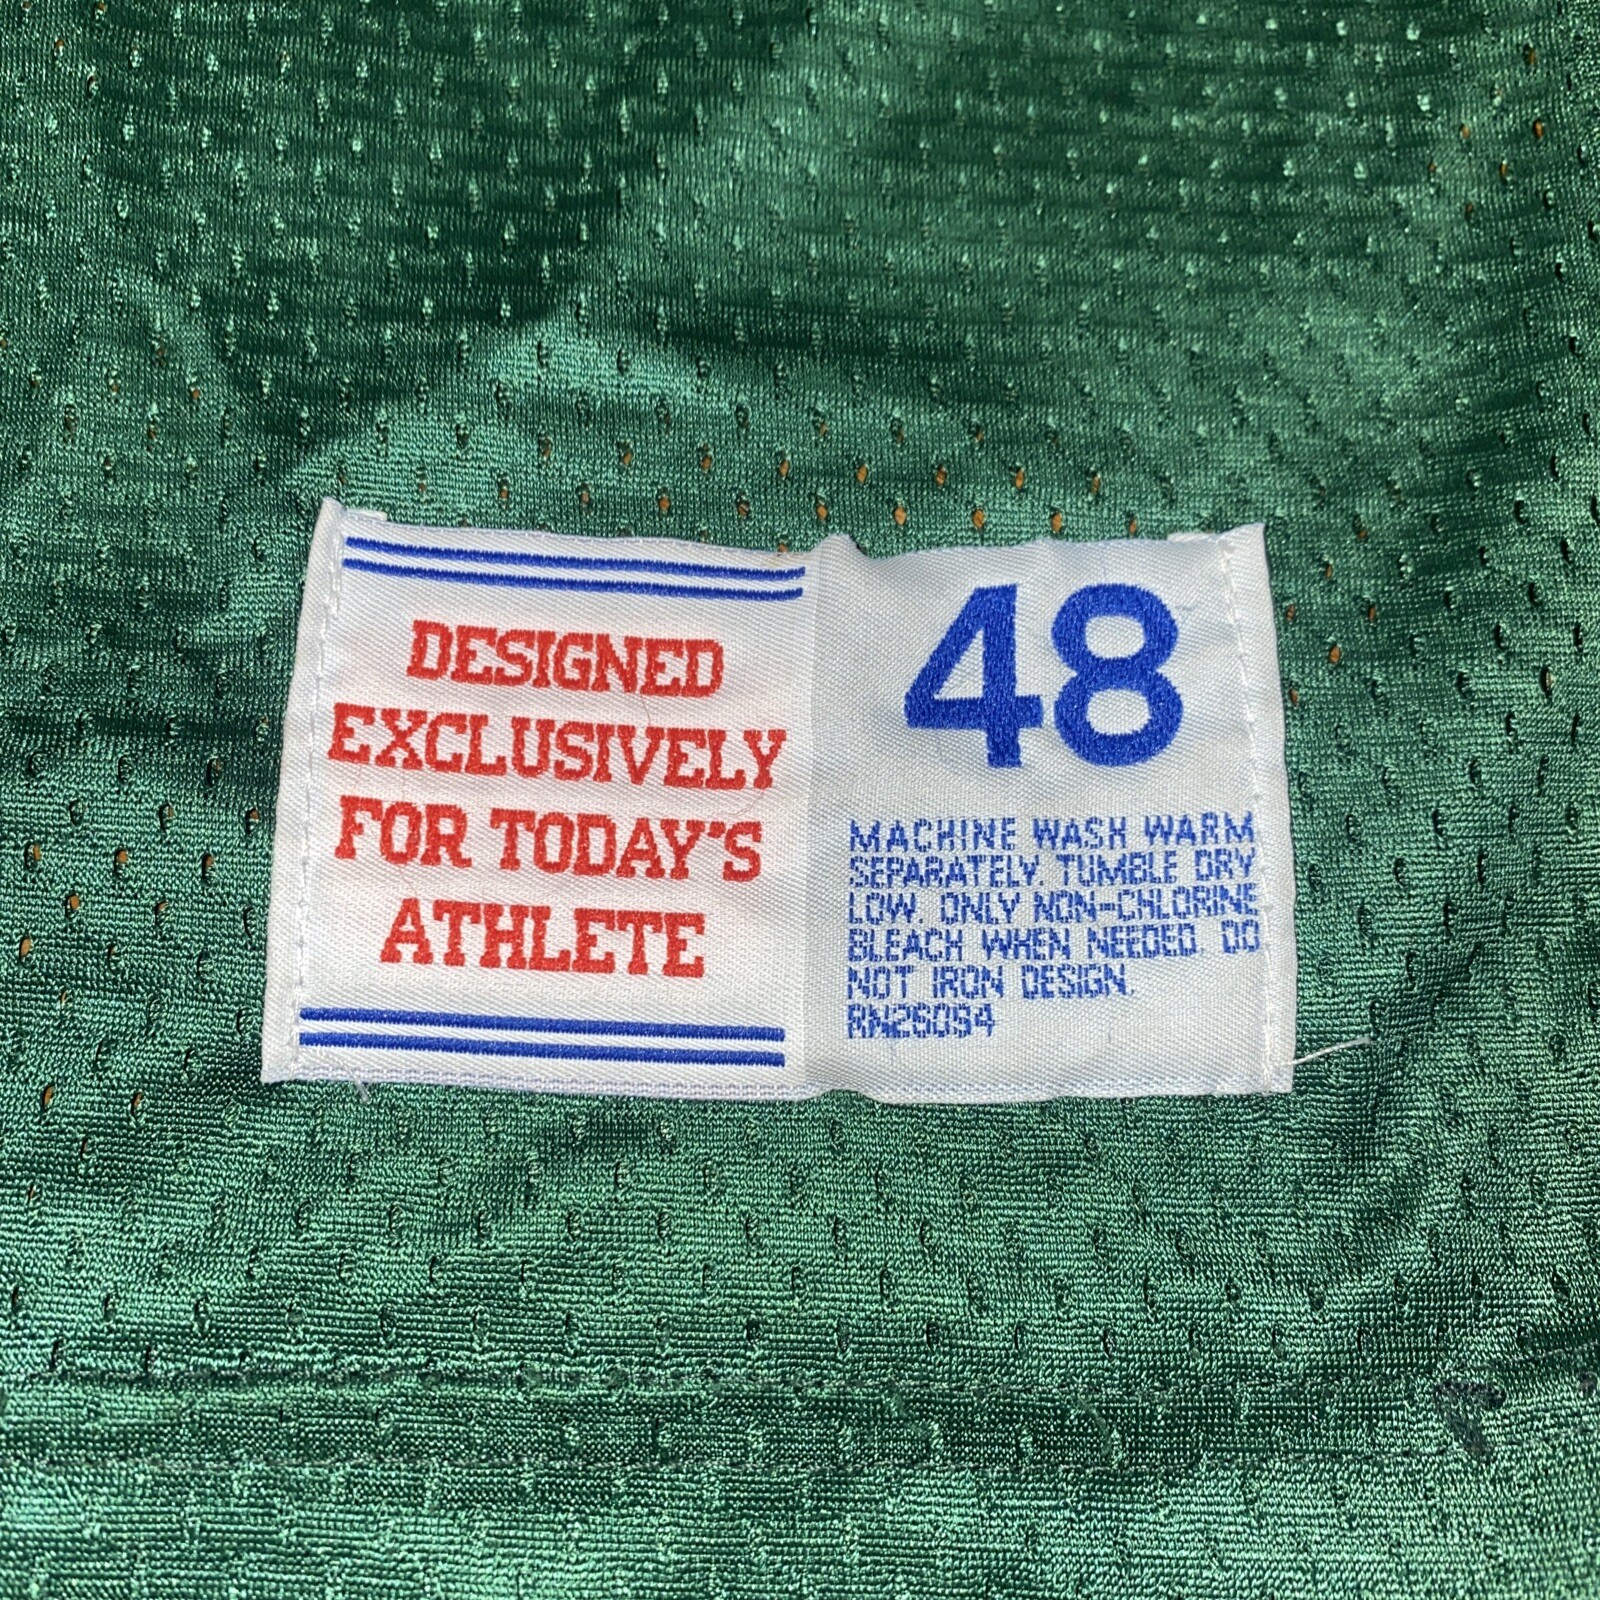 DESIGNED
EXCLUSIVELY
FOR TODAY'S
ATHLETE
48
MACHINE WASH WARM
SEPARATELY. TUMBLE DRY
LOW. ONLY NON-CHLORINE
BLEACH WHEN NEEDED. DO
NOT IRON DESIGN.